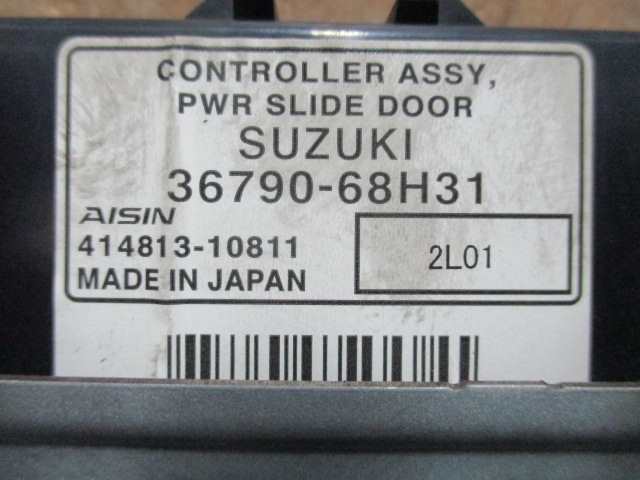 CONTROLLER ASSY,
PWR SLIDE DOOR
SUZUKI
36790-68H31
AISIN
414813-10811
MADE IN JAPAN
2L01